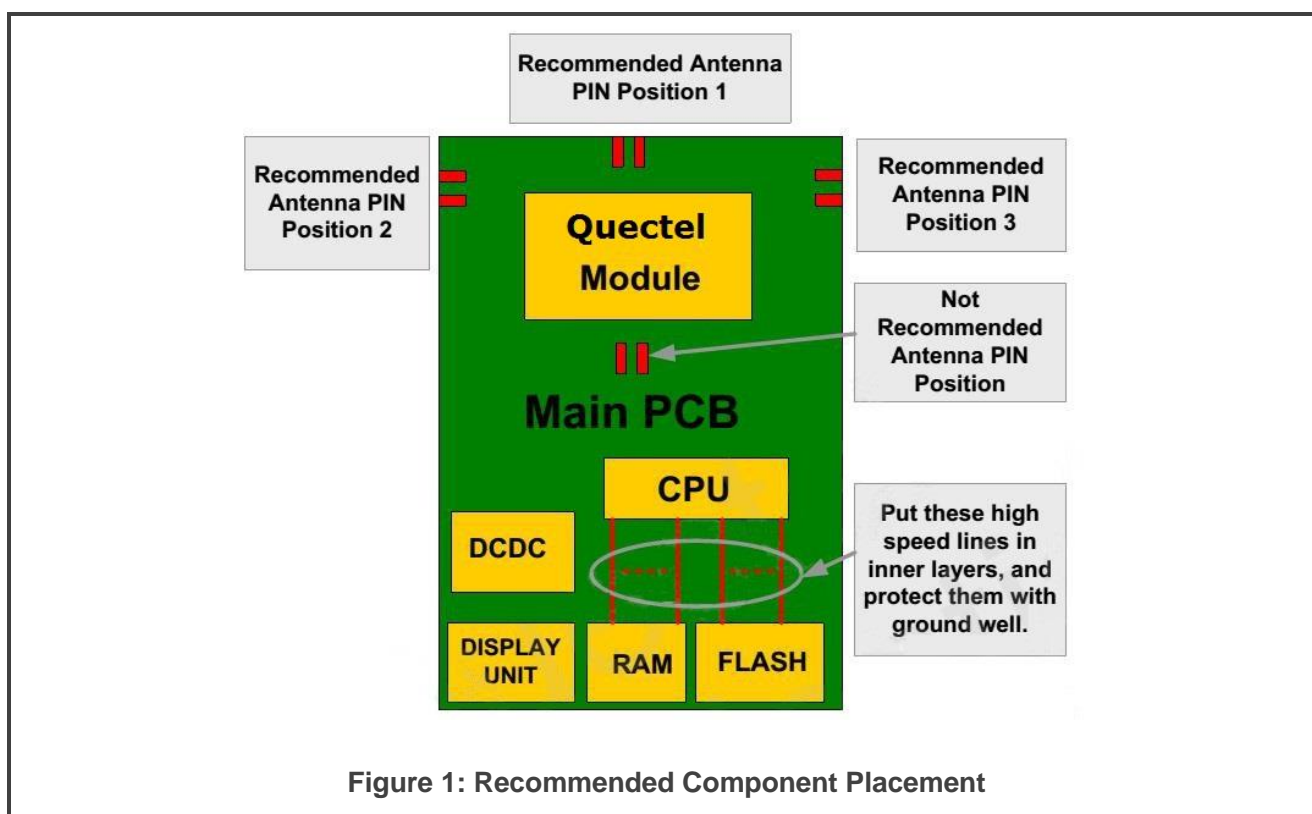 Recommended Antenna
PIN Position 1
Recommended
Antenna PIN
Position 2
Recommended
Antenna PIN
Position 3
Quectel
Module
Not
Recommended
Antenna PIN
Position
Main PCB
CPU
DCDC
Put these high
speed lines in
inner layers, and
protect them with
ground well.
DISPLAY
UNIT
RAM
FLASH
Figure 1: Recommended Component Placement